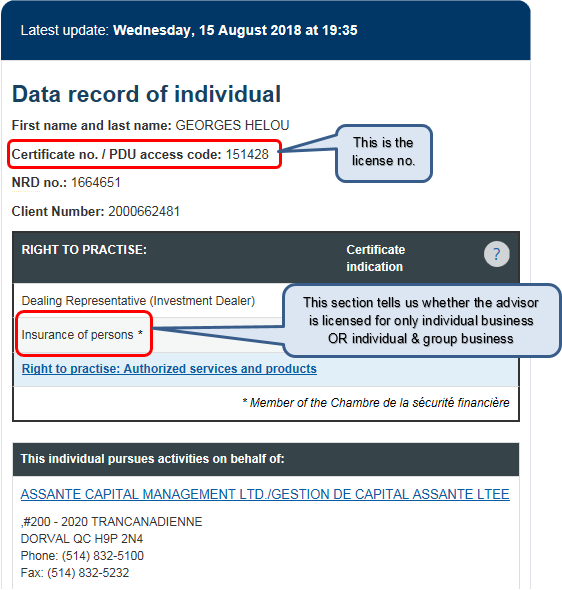 Latest update: Wednesday, 15 August 2018 at 19:35
Data record of individual
First name and last name: GEORGES HELOU
Certificate no. / PDU access code: 151428
This is the
license no.
NRD no.: 1664651
Client Number: 2000662481
RIGHT TO PRACTISE:
Certificate
indication
?
Dealing Representative (Investment Dealer)
Insurance of persons *
This section tells us whether the advisor
is licensed for only individual business
OR individual & group business
Right to practise: Authorized services and products
* Member of the Chambre de la sécurité financière
This individual pursues activities on behalf of:
ASSANTE CAPITAL MANAGEMENT LTD./GESTION DE CAPITAL ASSANTE LTEE
,#200 - 2020 TRANCANADIENNE
DORVAL QC H9P 2N4
Phone: (514) 832-5100
Fax: (514) 832-5232